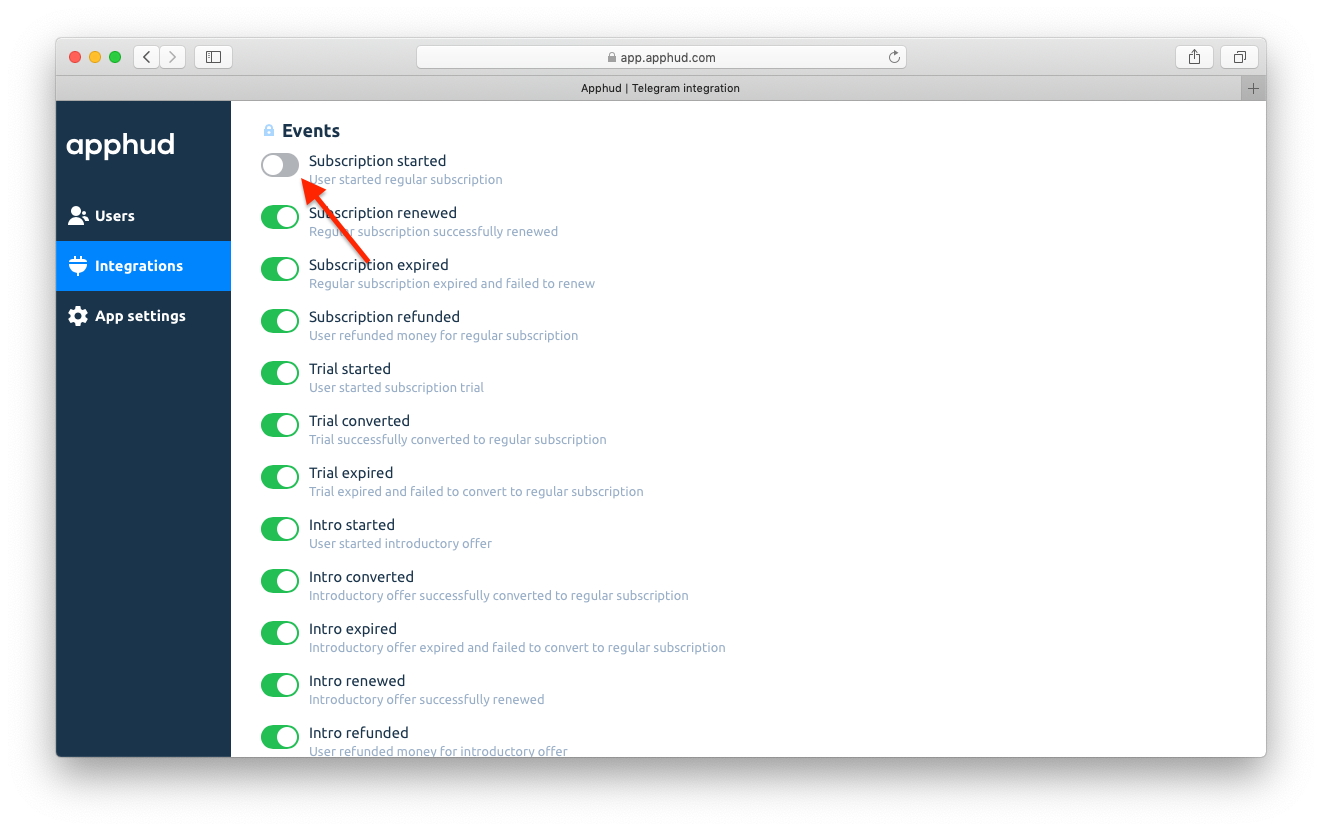 app.apphud.com
Apphud | Telegram integration
apphud
Users
Integrations
App settings
Events
Subscription started
User started regular subscription
Subscription renewed
Regular subscription successfully renewed
Subscription expired
Regular subscription expired and failed to renew
Subscription refunded
User refunded money for regular subscription
Trial started
User started subscription trial
Trial converted
Trial successfully converted to regular subscription
Trial expired
Trial expired and failed to convert to regular subscription
Intro started
User started introductory offer
Intro converted
Introductory offer successfully converted to regular subscription
Intro expired
Introductory offer expired and failed to convert to regular subscription
Intro renewed
Introductory offer successfully renewed
Intro refunded
User refunded money for introductory offer